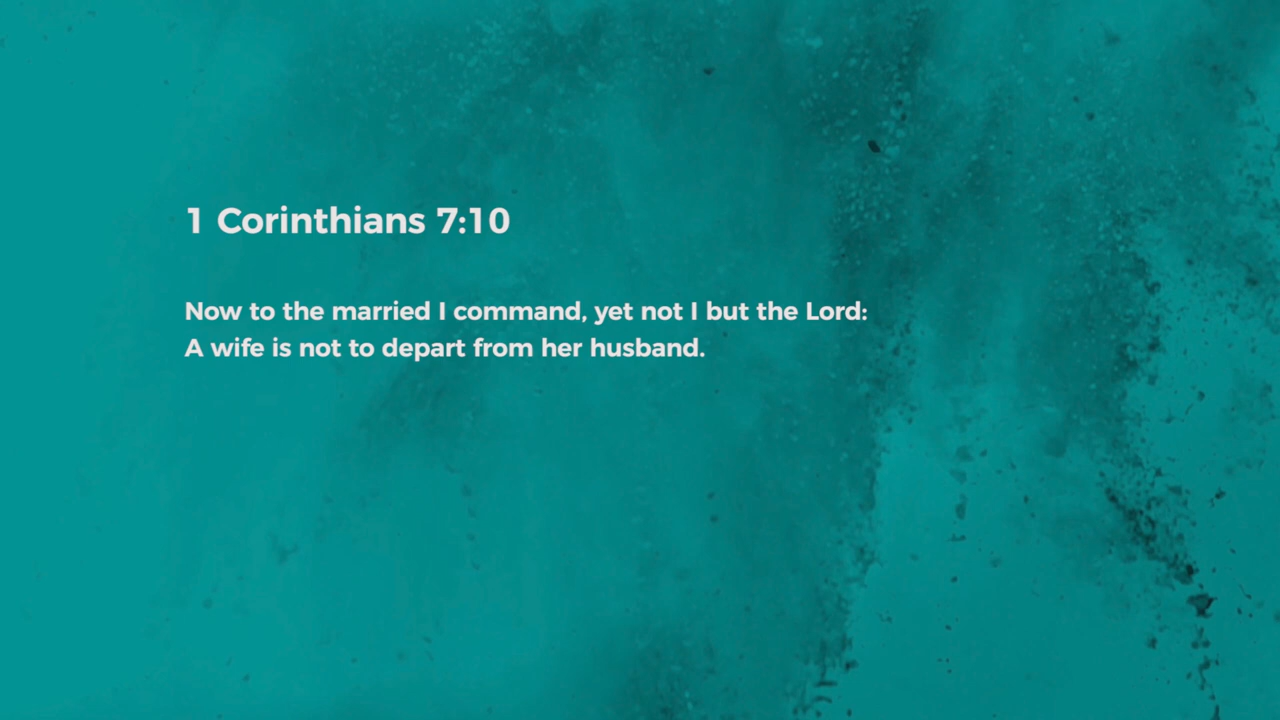 1 Corinthians 7:10
Now to the married I command, yet not I but the Lord:
A wife is not to depart from her husband.